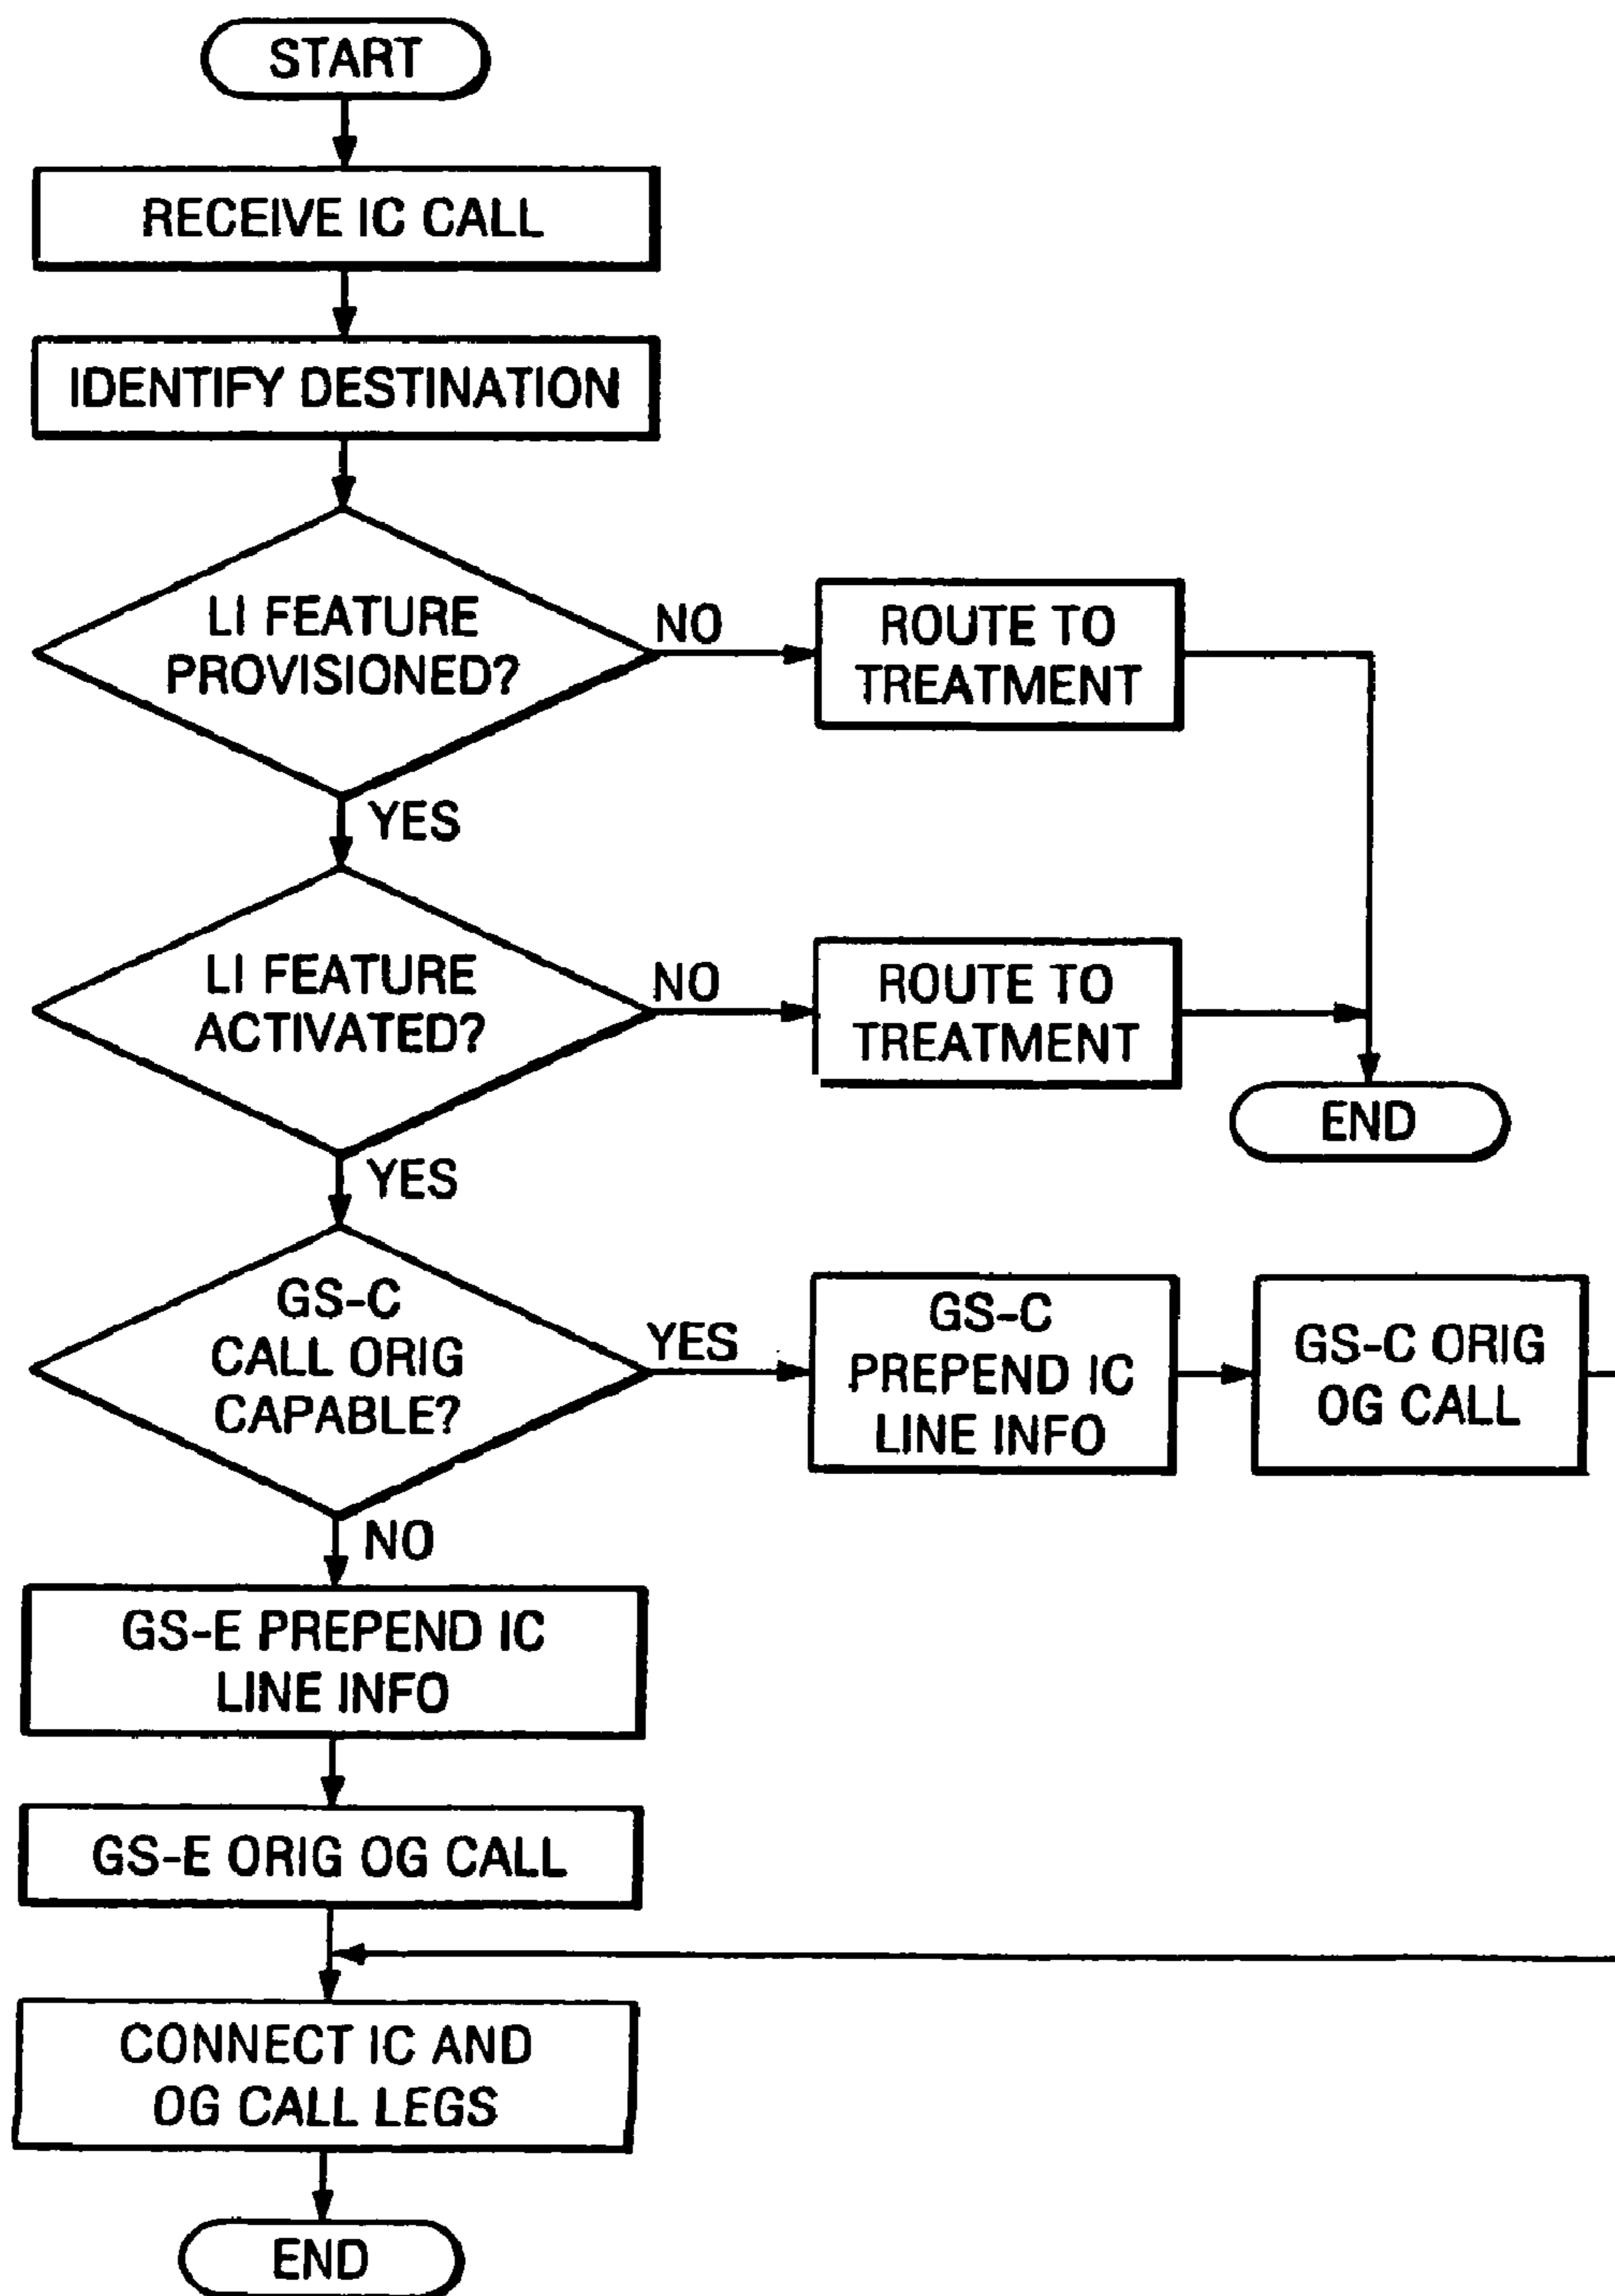 START
RECEIVE IC CALL
IDENTIFY DESTINATION
LI FEATURE
PROVISIONED?
NO
ROUTE TO
TREATMENT
YES
LI FEATURE
ACTIVATED?
NO
ROUTE TO
TREATMENT
END
YES
GS-C
CALL ORIG
CAPABLE?
YES
GS-C
PREPEND IC
LINE INFO
GS-C ORIG
OG CALL
NO
GS-E PREPEND IC
LINE INFO
GS-E ORIG OG CALL
CONNECT IC AND
OG CALL LEGS
END